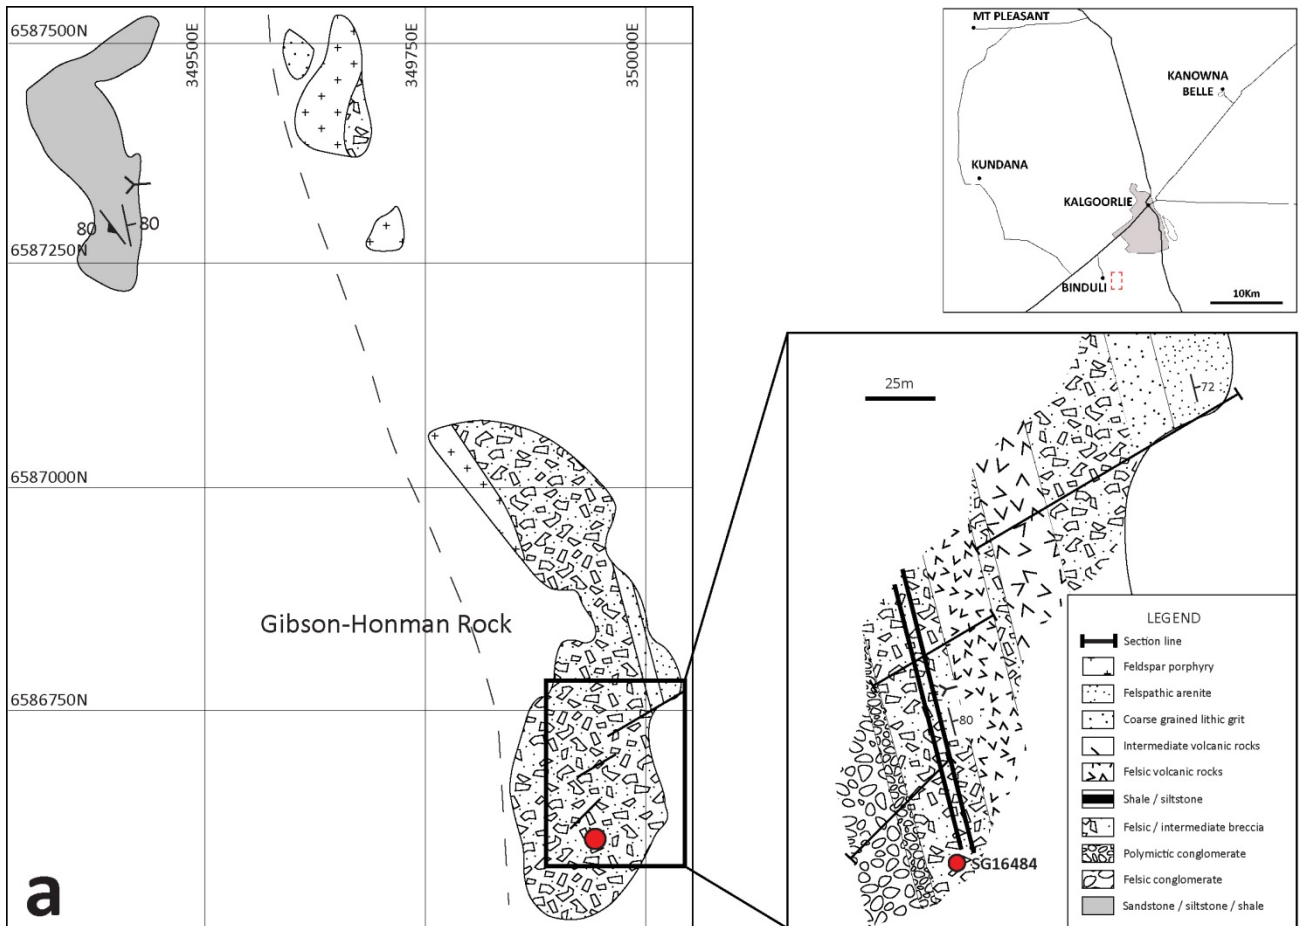 6587500N
349500E
349750E
350000E
80
80
6587250N
6587000N
Gibson-Honman Rock
6586750N
a
MT PLEASANT
KANOWNA
BELLE
KUNDANA
KALGOORLIE
BINDULI
10Km
25m
72
80
SG16484
LEGEND
Section line
Feldspar porphyry
Felspathic arenite
Coarse grained lithic grit
Intermediate volcanic rocks
Felsic volcanic rocks
Shale / siltstone
Felsic / intermediate breccia
Polymictic conglomerate
Felsic conglomerate
Sandstone / siltstone / shale